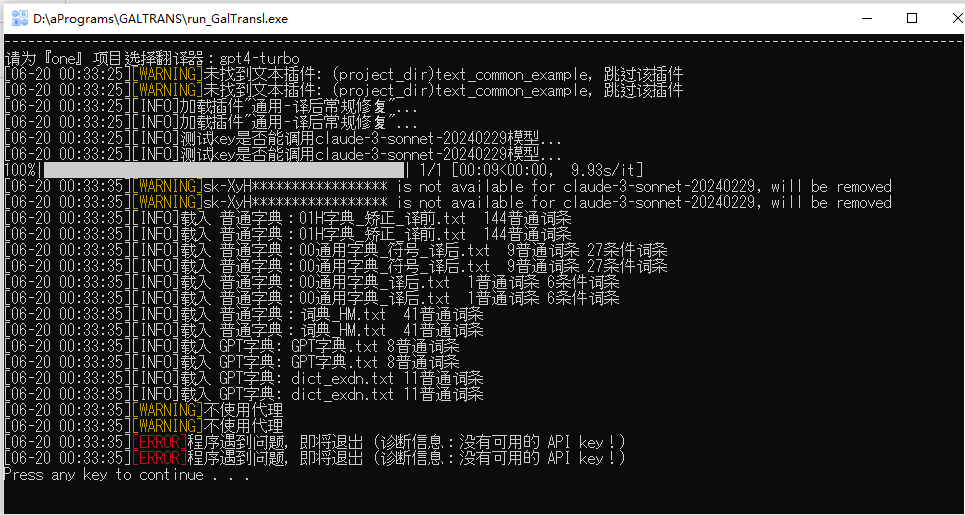 D:\aPrograms\GALTRANS\run_GalTransl.exe
--------------------------------------------------------------------------------------------------------------------
请为『one』项目选择翻译器：gpt4-turbo
[06-20 00:33:25][WARNING]未找到文本插件: (project_dir)text_common_example, 跳过该插件
[06-20 00:33:25][WARNING]未找到文本插件: (project_dir)text_common_example, 跳过该插件
[06-20 00:33:25][INFO]加载插件"通用-译后常规修复"...
[06-20 00:33:25][INFO]加载插件"通用-译后常规修复"...
[06-20 00:33:25][INFO]测试key是否能调用claude-3-sonnet-20240229模型...
[06-20 00:33:25][INFO]测试key是否能调用claude-3-sonnet-20240229模型...
100%| | 1/1 [00:09<00:00, 9.93s/it]
[06-20 00:33:35][WARNING]sk-XyH***************** is not available for claude-3-sonnet-20240229, will be removed
[06-20 00:33:35][WARNING]sk-XyH***************** is not available for claude-3-sonnet-20240229, will be removed
[06-20 00:33:35][INFO]载入 普通字典：01H字典_矫正_译前.txt 144普通词条
[06-20 00:33:35][INFO]载入 普通字典：01H字典_矫正_译前.txt 144普通词条
[06-20 00:33:35][INFO]载入 普通字典：00通用字典_符号_译后.txt 9普通词条 27条件词条
[06-20 00:33:35][INFO]载入 普通字典：00通用字典_符号_译后.txt 9普通词条 27条件词条
[06-20 00:33:35][INFO]载入 普通字典：00通用字典_译后.txt 1普通词条 6条件词条
[06-20 00:33:35][INFO]载入 普通字典：00通用字典_译后.txt 1普通词条 6条件词条
[06-20 00:33:35][INFO]载入 普通字典：词典_HM.txt 41普通词条
[06-20 00:33:35][INFO]载入 普通字典：词典_HM.txt 41普通词条
[06-20 00:33:35][INFO]载入 GPT字典: GPT字典.txt 8普通词条
[06-20 00:33:35][INFO]载入 GPT字典: GPT字典.txt 8普通词条
[06-20 00:33:35][INFO]载入 GPT字典: dict_exdh.txt 11普通词条
[06-20 00:33:35][INFO]载入 GPT字典: dict_exdh.txt 11普通词条
[06-20 00:33:35][WARNING]不使用代理
[06-20 00:33:35][WARNING]不使用代理
[06-20 00:33:35][ERROR]程序遇到问题, 即将退出 (诊断信息：没有可用的 API key！)
[06-20 00:33:35][ERROR]程序遇到问题, 即将退出 (诊断信息：没有可用的 API key！)
Press any key to continue . . .